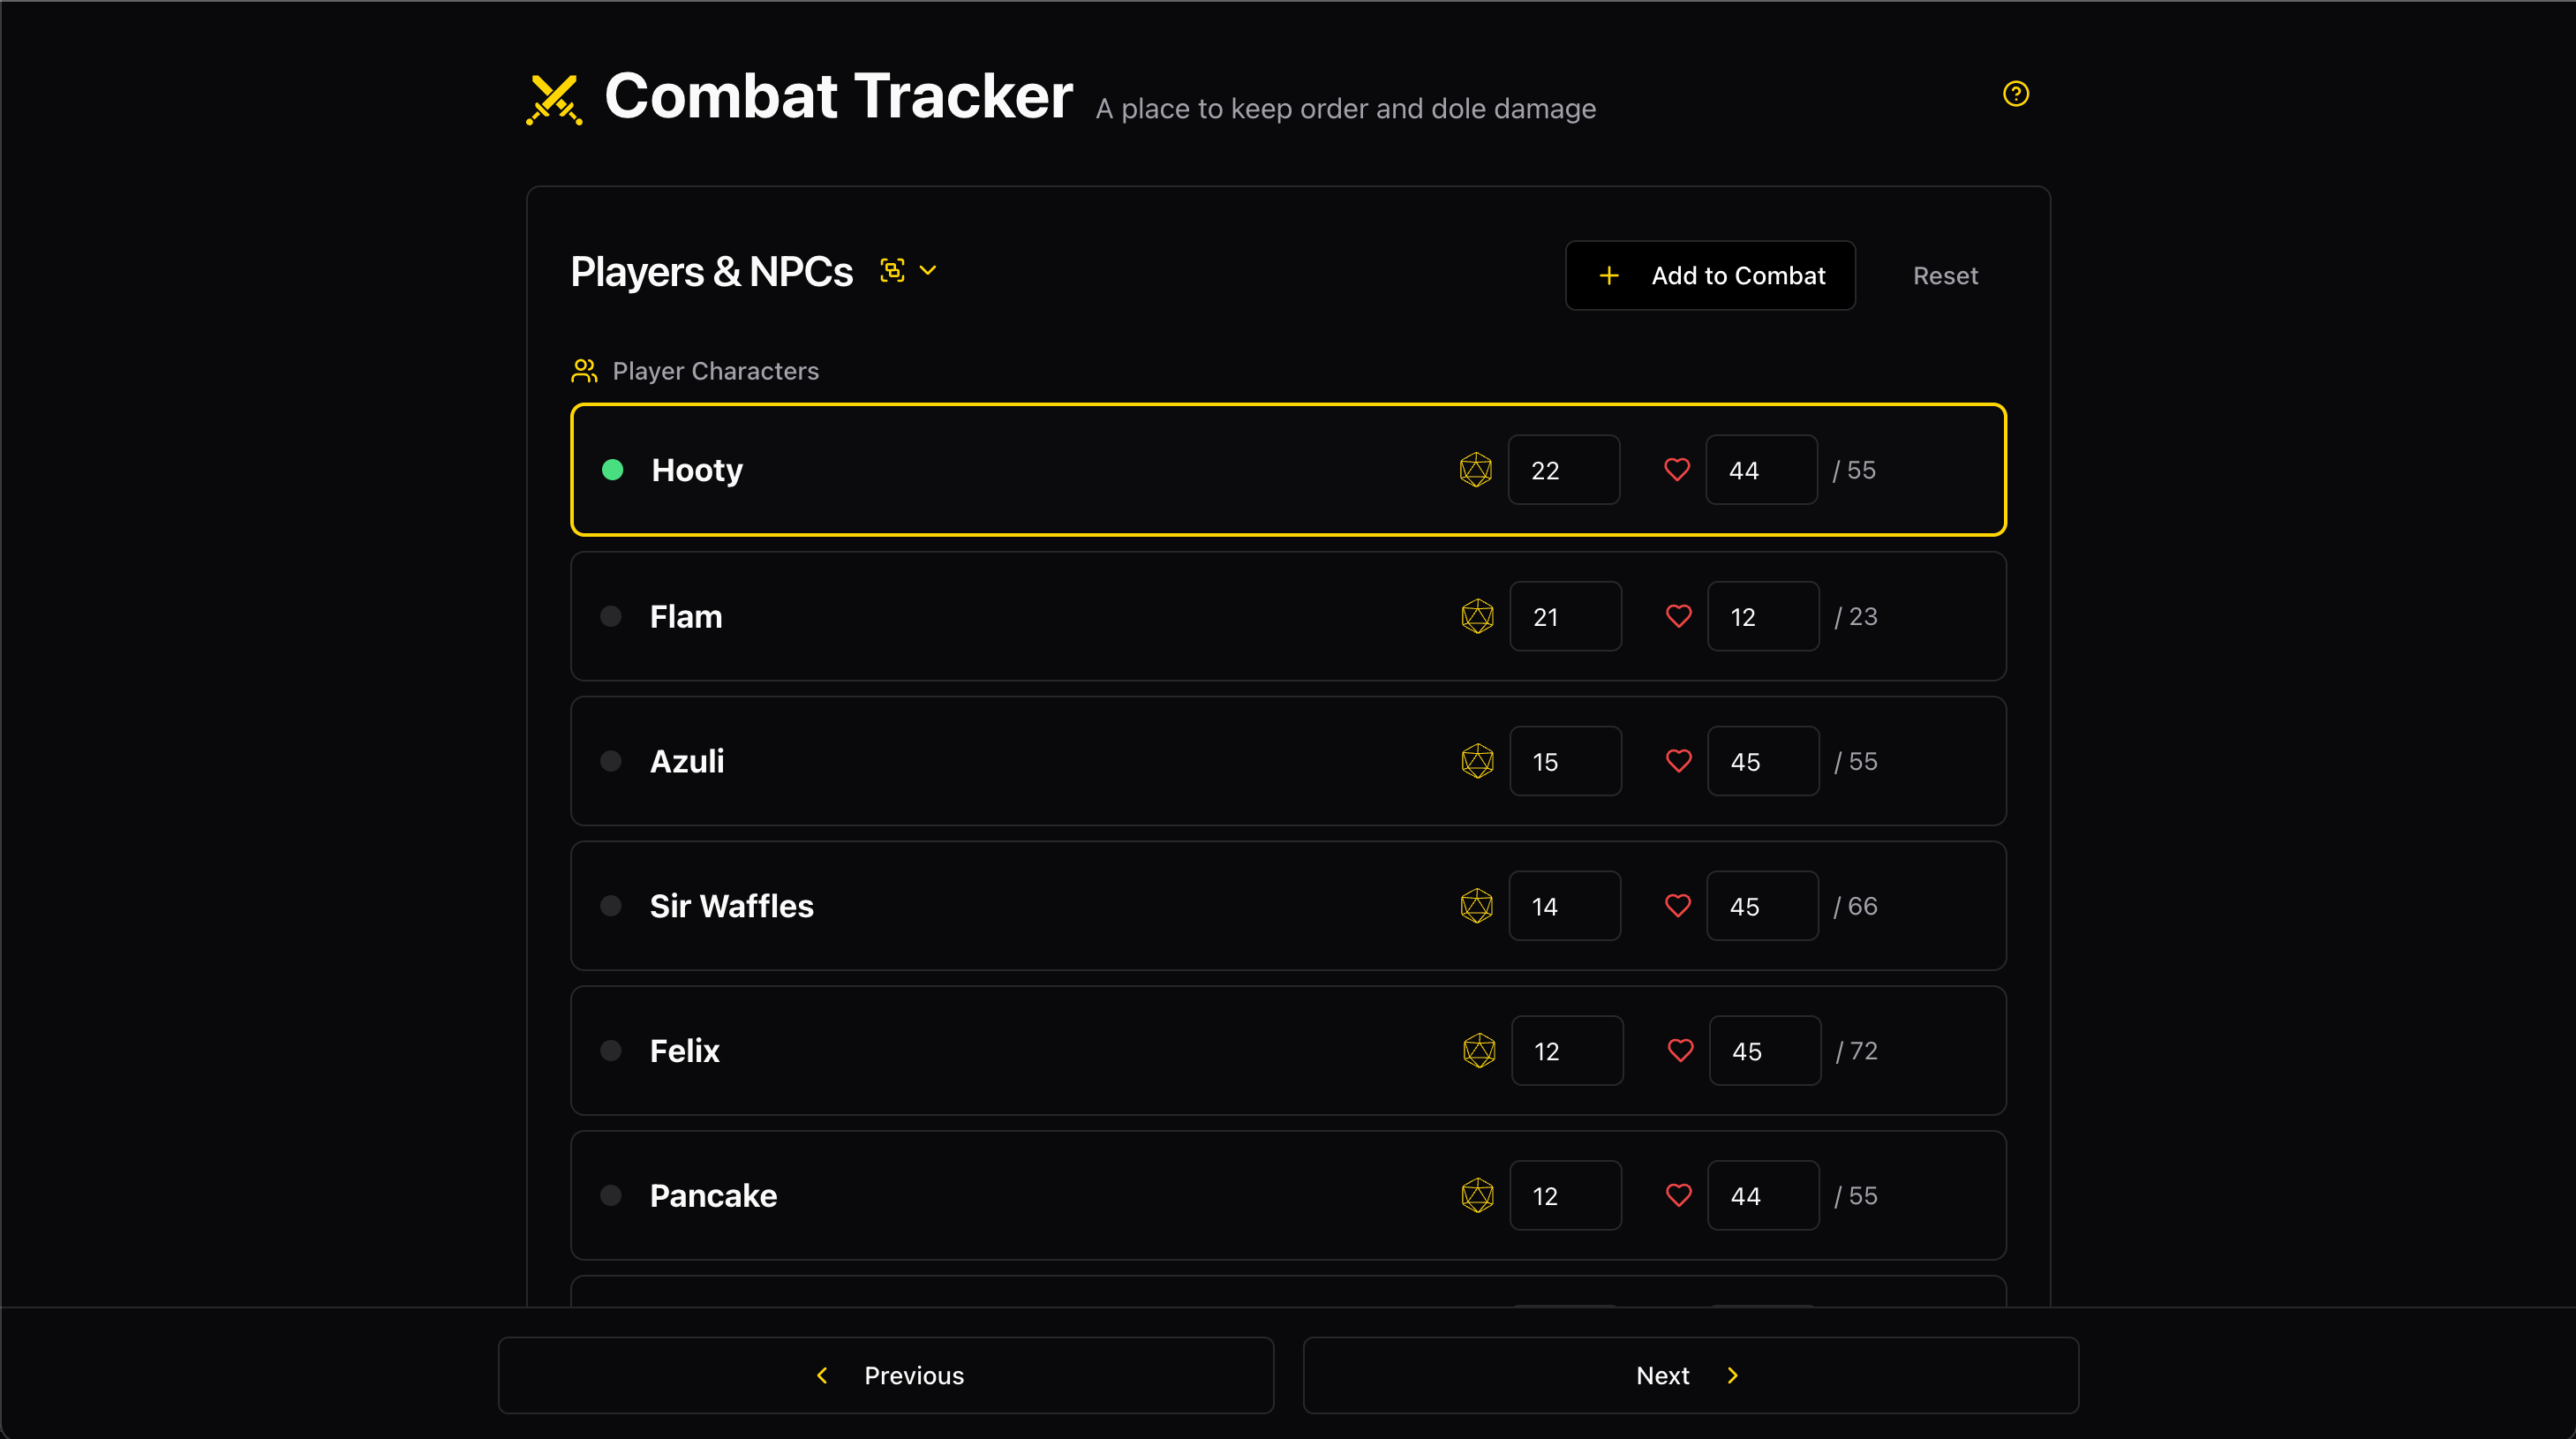 Combat Tracker A place to keep order and dole damage
Players & NPCs
Add to Combat
Reset
Player Characters
Hooty 22 44 / 55
Flam 21 12 / 23
Azuli 15 45 / 55
Sir Waffles 14 45 / 66
Felix 12 45 / 72
Pancake 12 44 / 55
Previous
Next